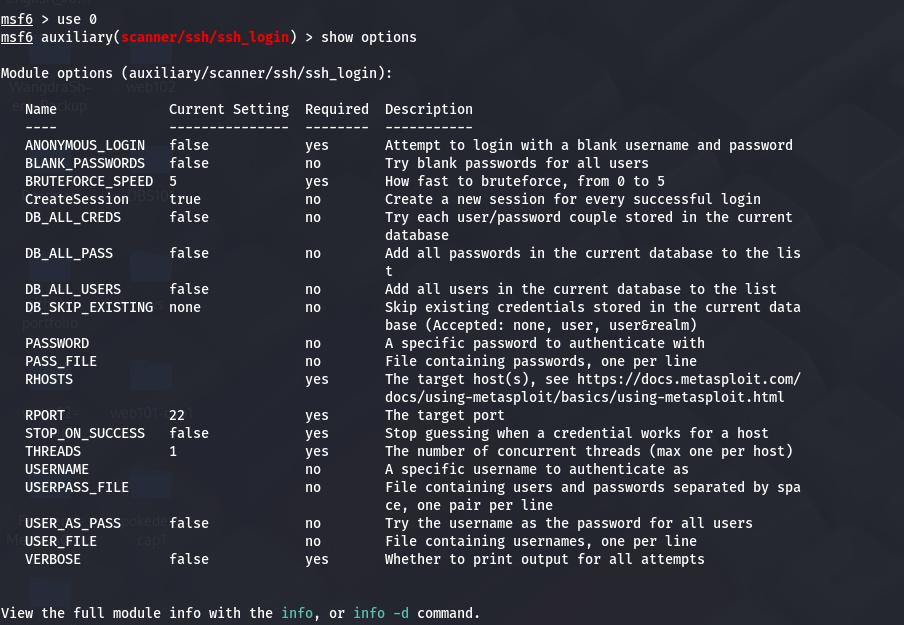 msf6 > use 0
msf6 auxiliary(scanner/ssh/ssh_login) > show options
Module options (auxiliary/scanner/ssh/ssh_login):
Name Current Setting Required Description
---- --------------- -------- -----------
ANONYMOUS_LOGIN false yes Attempt to login with a blank username and password
BLANK_PASSWORDS false no Try blank passwords for all users
BRUTEFORCE_SPEED 5 yes How fast to bruteforce, from 0 to 5
CreateSession true no Create a new session for every successful login
DB_ALL_CREDS false no Try each user/password couple stored in the current
database
DB_ALL_PASS false no Add all passwords in the current database to the lis
t
DB_ALL_USERS false no Add all users in the current database to the list
DB_SKIP_EXISTING none no Skip existing credentials stored in the current data
base (Accepted: none, user, user&realm)
PASSWORD no A specific password to authenticate with
PASS_FILE no File containing passwords, one per line
RHOSTS yes The target host(s), see https://docs.metasploit.com/
docs/using-metasploit/basics/using-metasploit.html
RPORT 22 yes The target port
STOP_ON_SUCCESS false yes Stop guessing when a credential works for a host
THREADS 1 yes The number of concurrent threads (max one per host)
USERNAME no A specific username to authenticate as
USERPASS_FILE no File containing users and passwords separated by spa
ce, one pair per line
USER_AS_PASS false no Try the username as the password for all users
USER_FILE no File containing usernames, one per line
VERBOSE false yes Whether to print output for all attempts
View the full module info with the info, or info -d command.